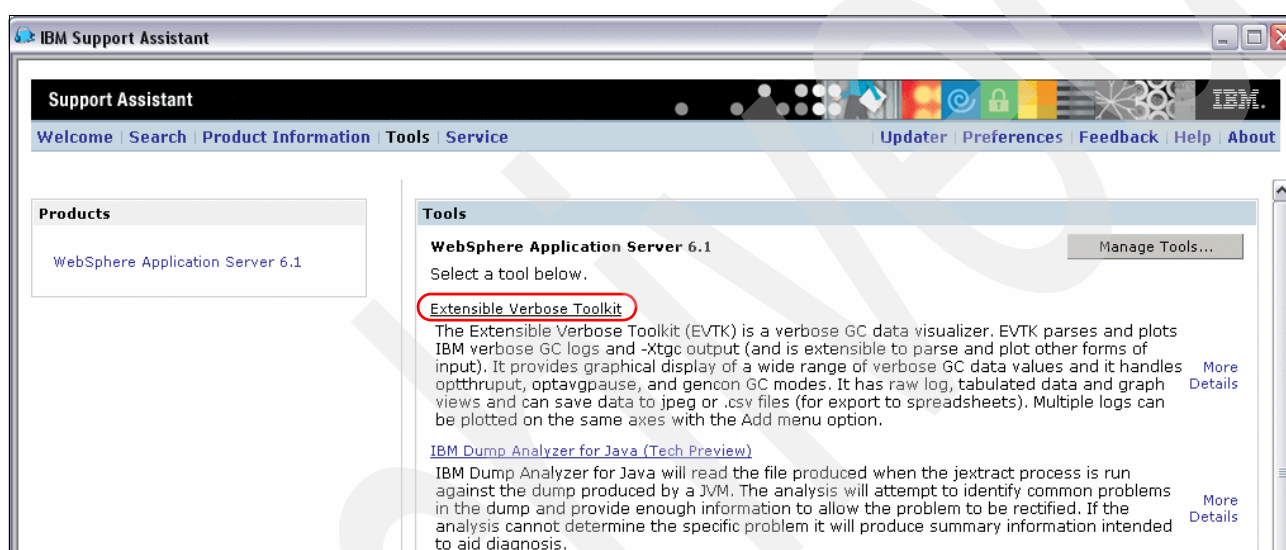 IBM Support Assistant
Support Assistant
IBM.
Welcome | Search | Product Information | Tools | Service
Updater | Preferences | Feedback | Help | About
Products
WebSphere Application Server 6.1
Tools
WebSphere Application Server 6.1
Manage Tools...
Select a tool below.
Extensible Verbose Toolkit
The Extensible Verbose Toolkit (EVTK) is a verbose GC data visualizer. EVTK parses and plots
IBM verbose GC logs and -Xtgc output (and is extensible to parse and plot other forms of
input). It provides graphical display of a wide range of verbose GC data values and it handles
optthruput, optavgpause, and gencon GC modes. It has raw log, tabulated data and graph
views and can save data to jpeg or .csv files (for export to spreadsheets). Multiple logs can
be plotted on the same axes with the Add menu option.
More
Details
IBM Dump Analyzer for Java (Tech Preview)
IBM Dump Analyzer for Java will read the file produced when the jextract process is run
against the dump produced by a JVM. The analysis will attempt to identify common problems
in the dump and provide enough information to allow the problem to be rectified. If the
analysis cannot determine the specific problem it will produce summary information intended
to aid diagnosis.
More
Details